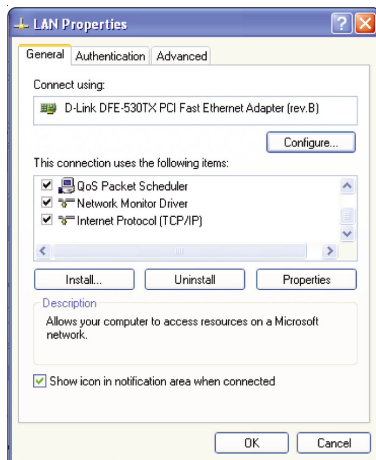 LAN Properties
General Authentication Advanced
Connect using:
D-Link DFE-530TX PCI Fast Ethernet Adapter (rev.B)
Configure...
This connection uses the following items:
QoS Packet Scheduler
Network Monitor Driver
Internet Protocol (TCP/IP)
Install... Uninstall Properties
Description
Allows your computer to access resources on a Microsoft
network.
Show icon in notification area when connected
OK Cancel